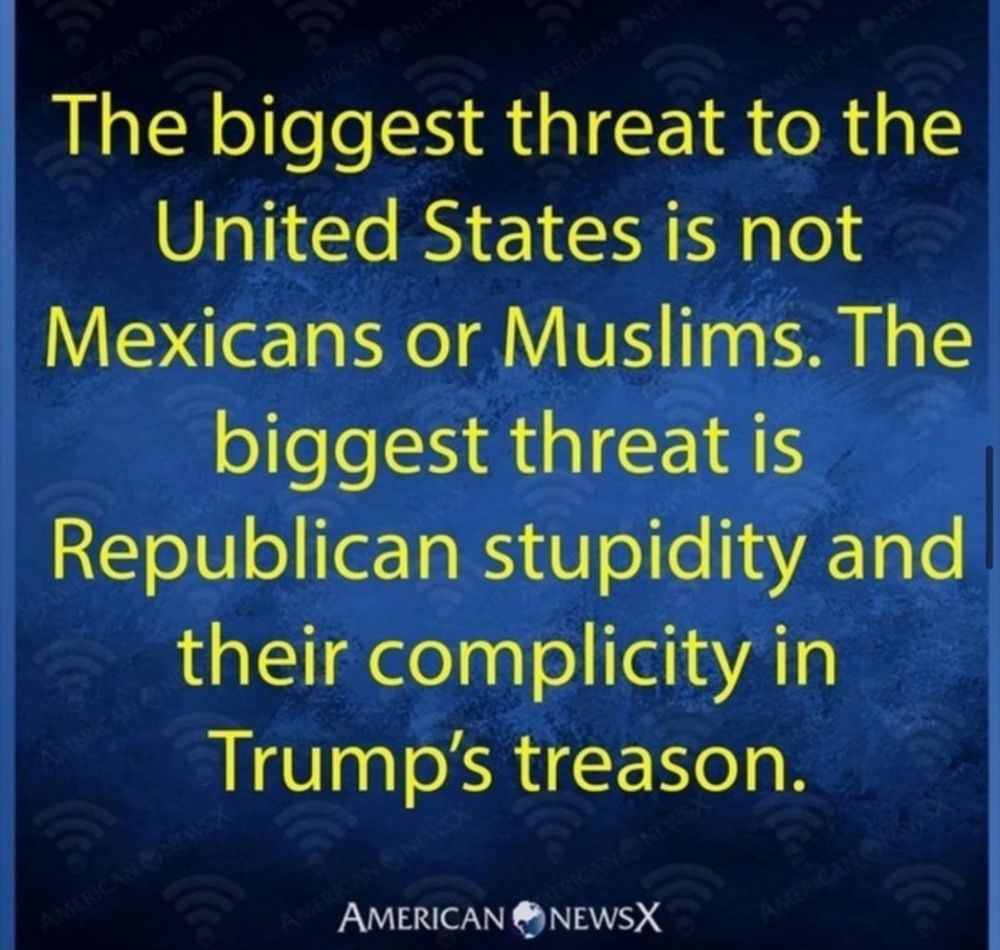 The biggest threat to the
United States is not
Mexicans or Muslims. The
biggest threat is
Republican stupidity and
their complicity in
Trump's treason.
AMERICAN NEWSX